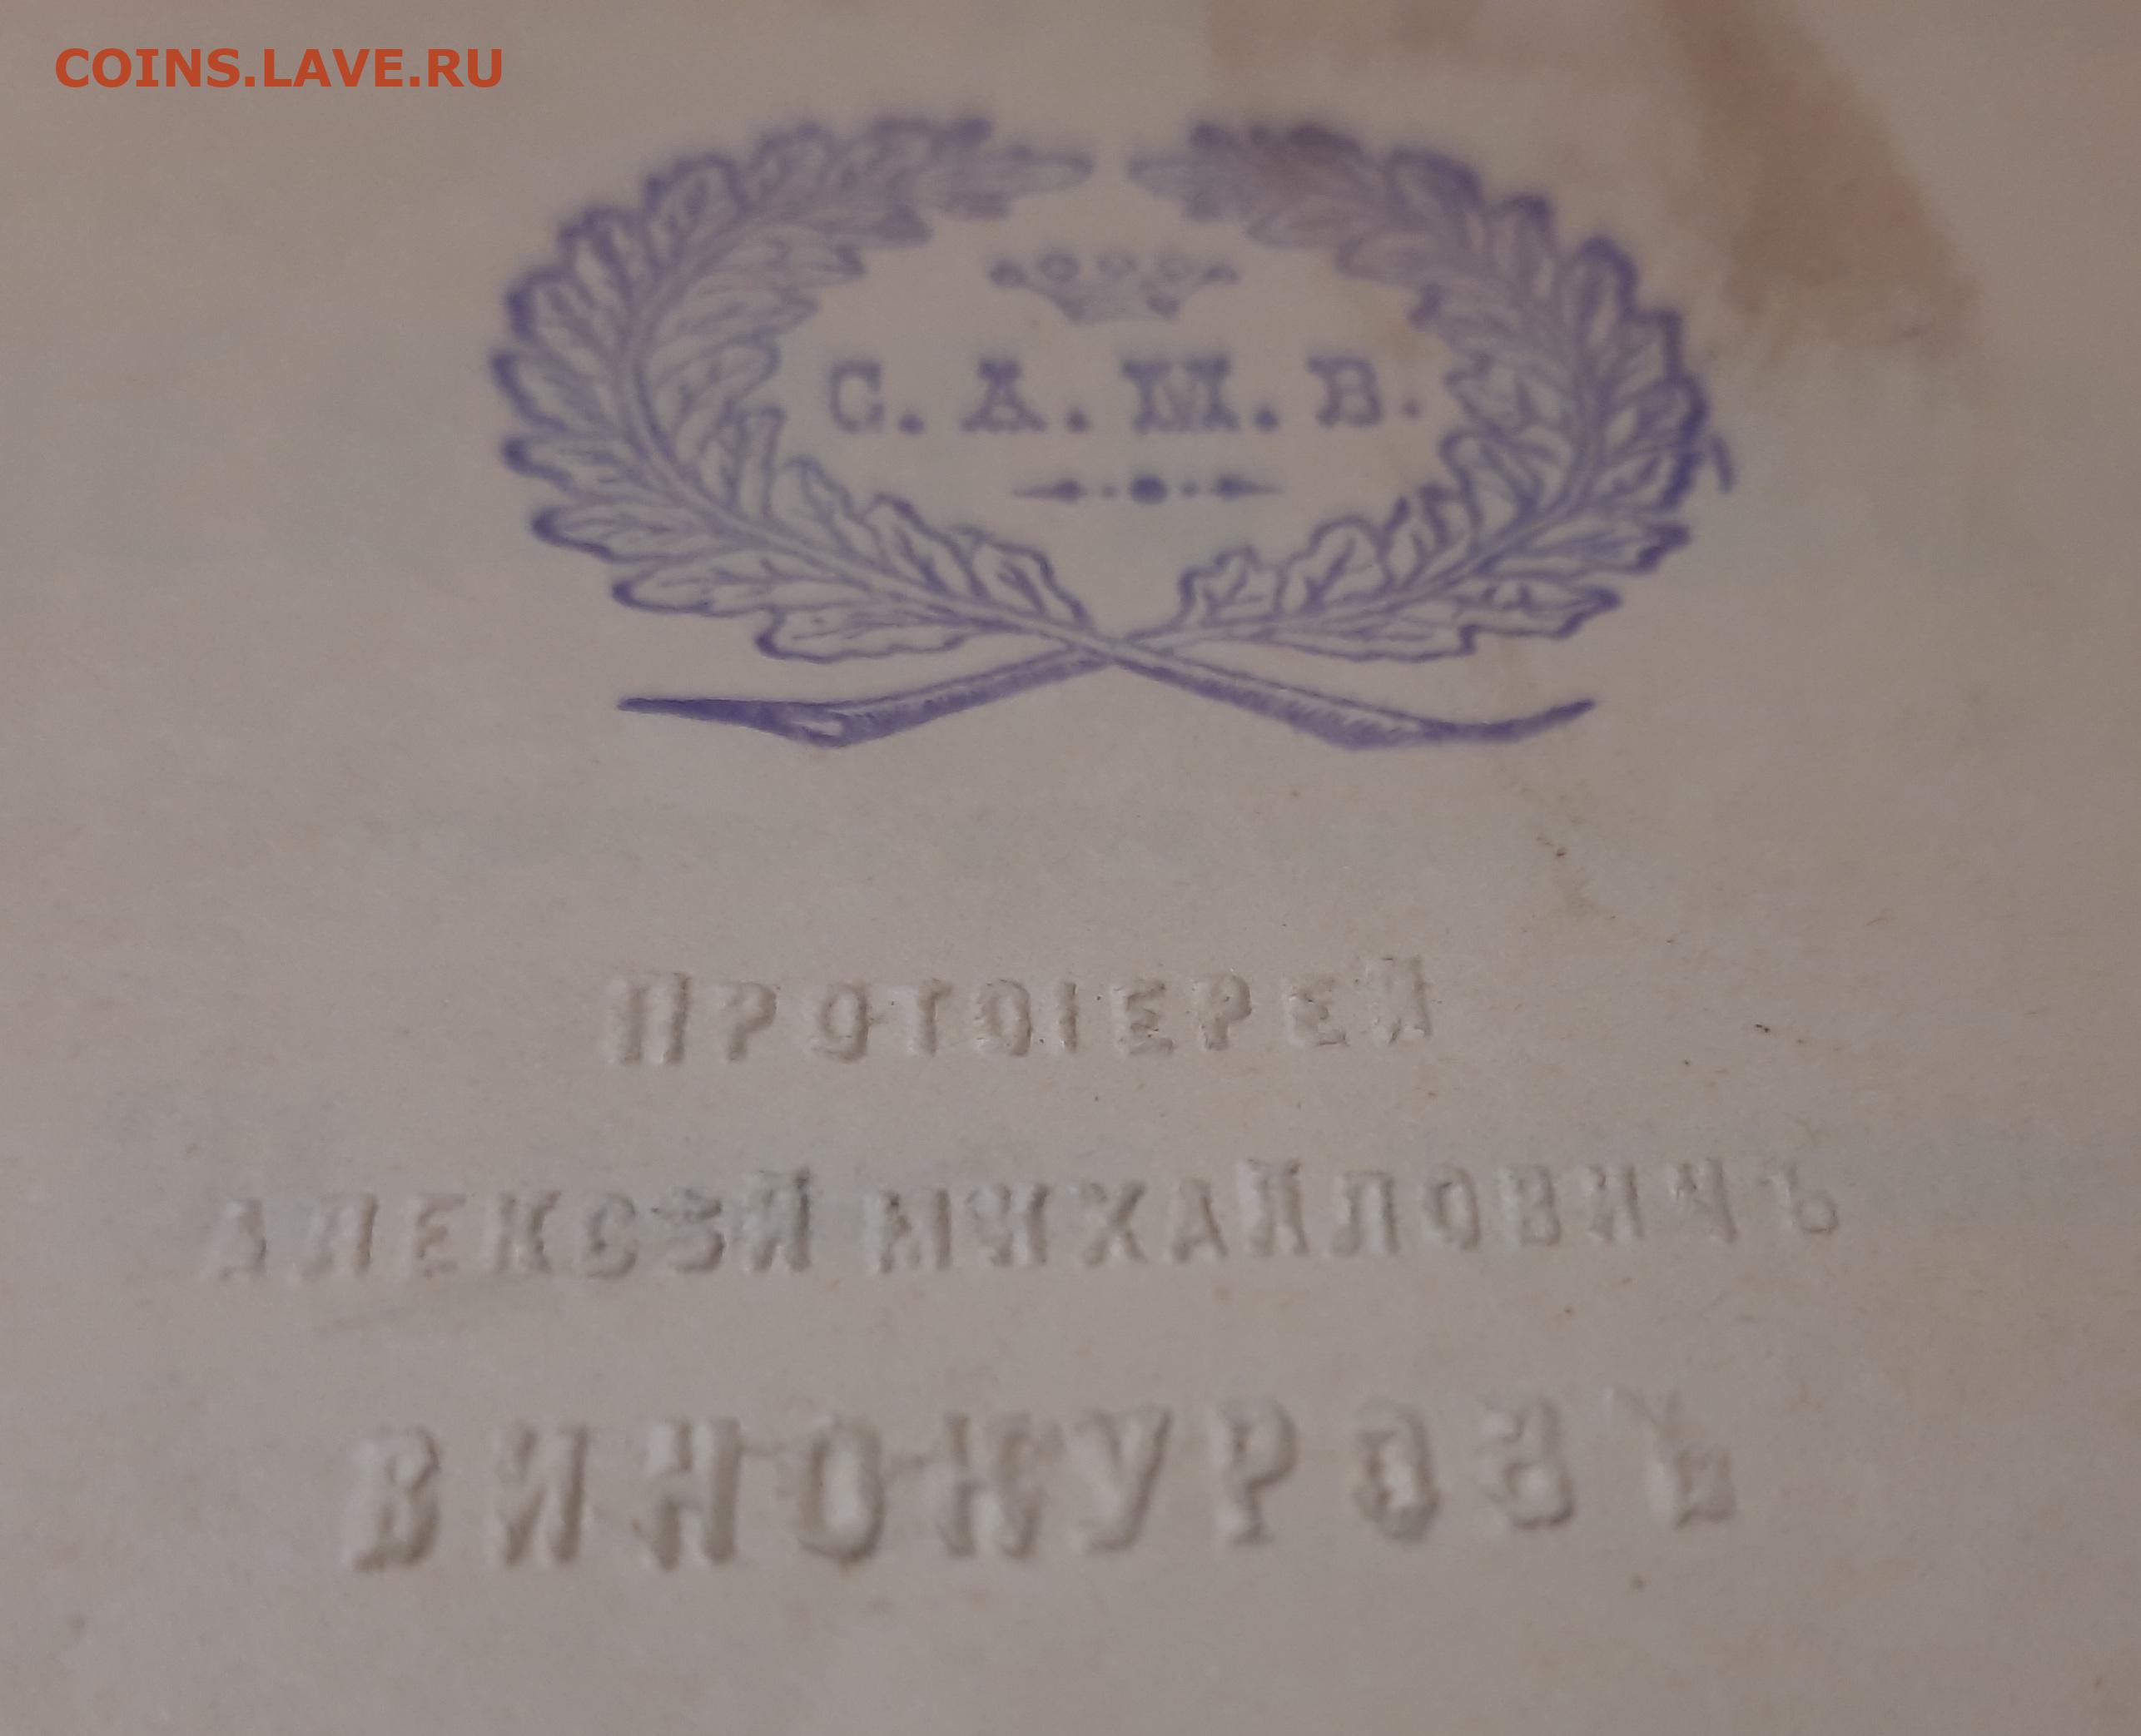 COINS.LAVE.RU
С. А. М. В.
ПРОТОІЕРЕЙ
АЛЕКСѢЙ МИХАЙЛОВИЧЪ
ВИНОКУРОВЪ